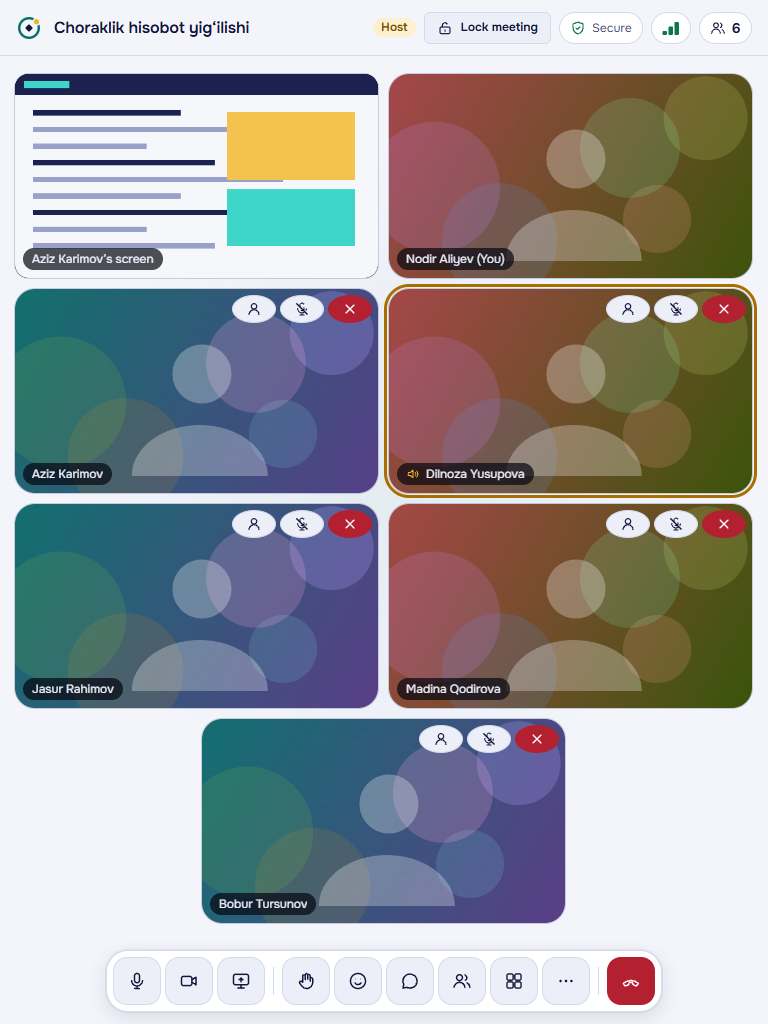 Choraklik hisobot yig‘ilishi
Host
Lock meeting
Secure
6
Aziz Karimov’s screen
Nodir Aliyev (You)
Aziz Karimov
Dilnoza Yusupova
Jasur Rahimov
Madina Qodirova
Bobur Tursunov